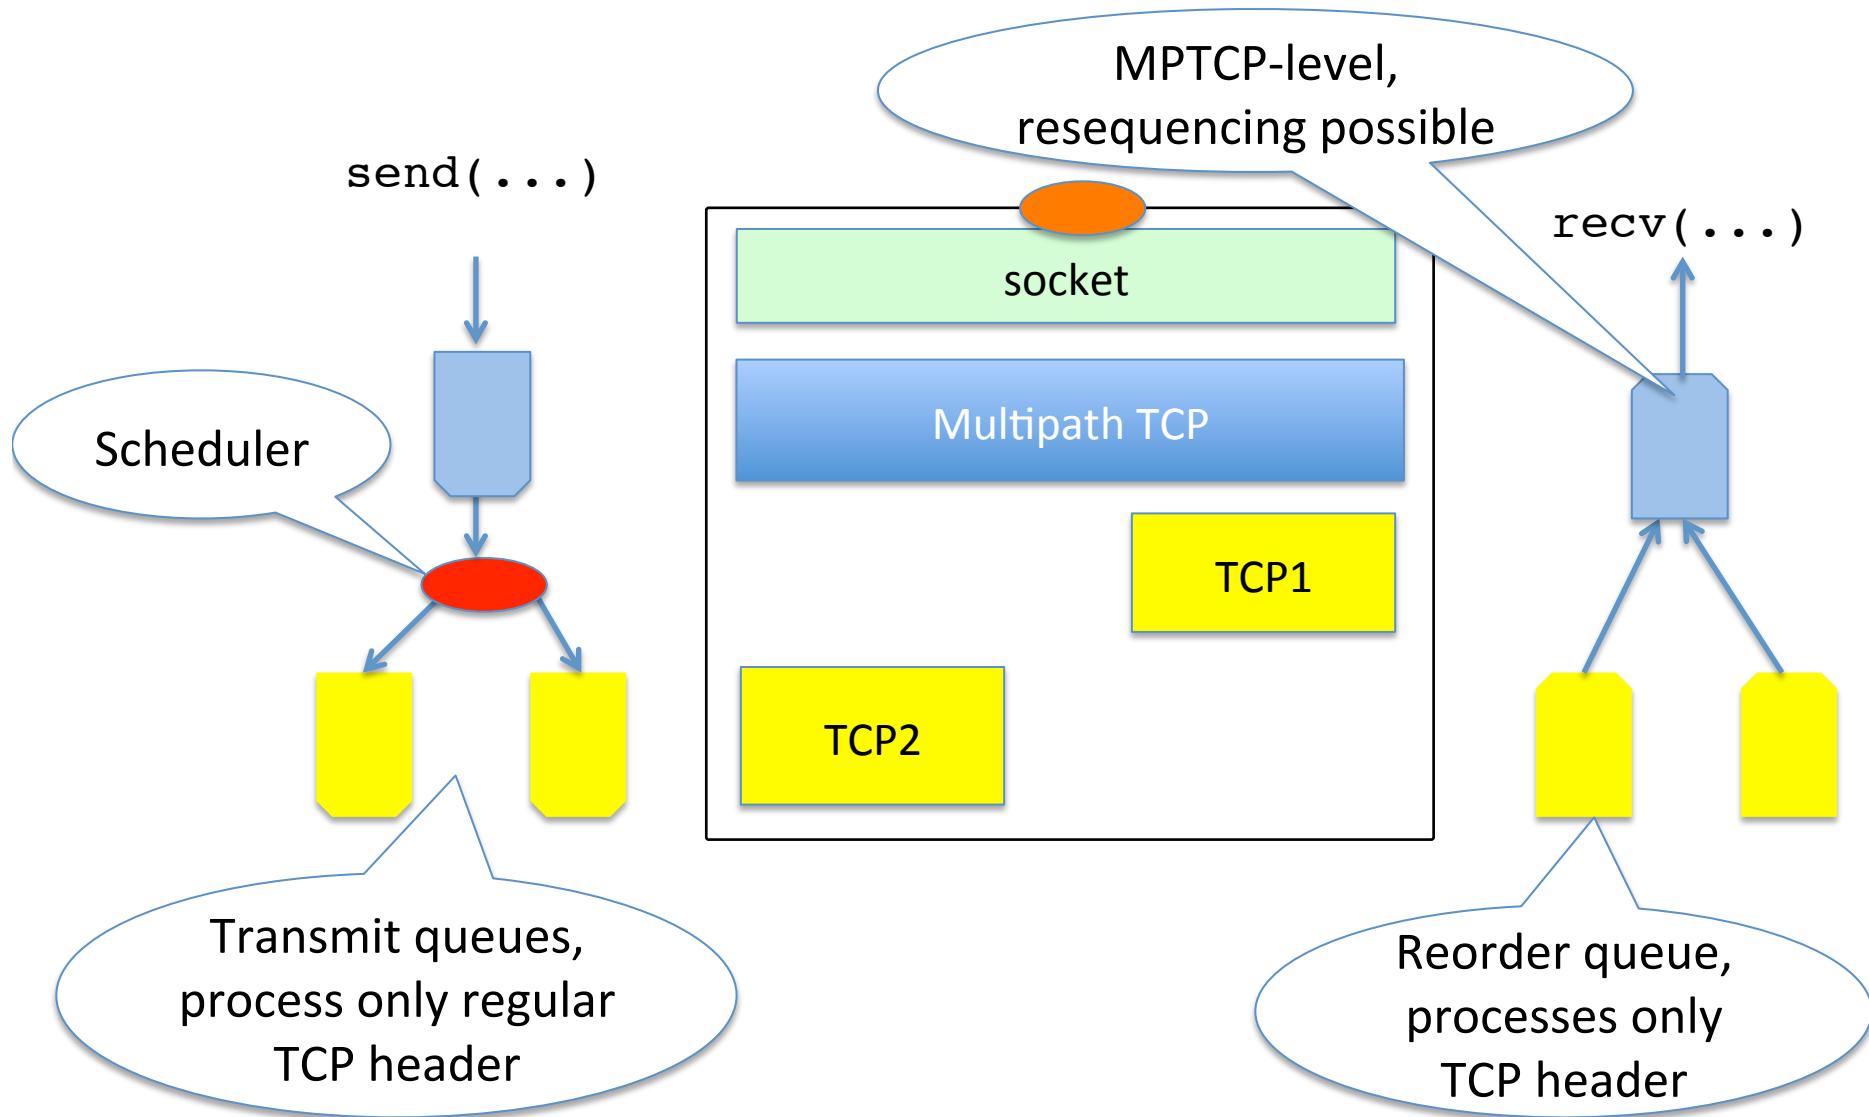 MPTCP-level,
resequencing possible
send(...)
recv(...)
socket
Multipath TCP
Scheduler
TCP1
TCP2
Transmit queues,
process only regular
TCP header
Reorder queue,
processes only
TCP header